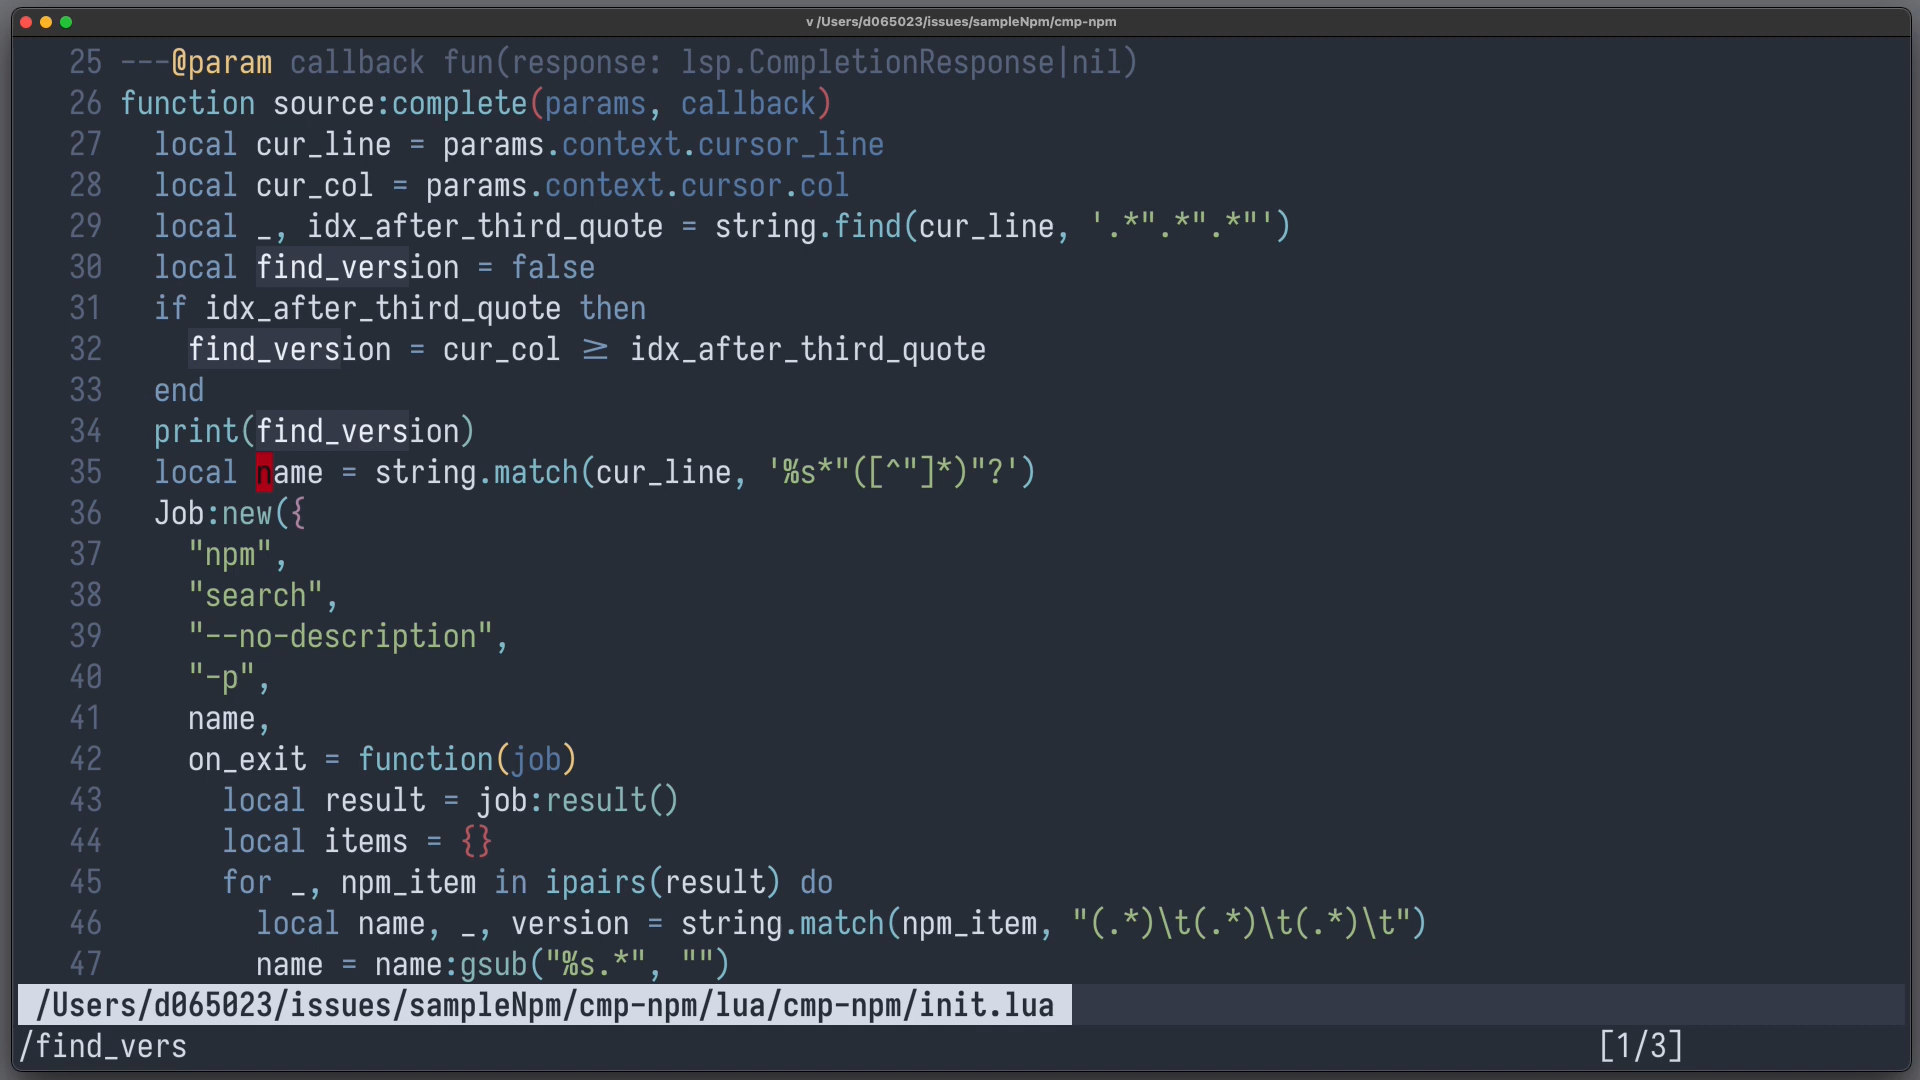 v /Users/d065023/issues/sampleNpm/cmp-npm
25 ---@param callback fun(response: lsp.CompletionResponse|nil)
26 function source:complete(params, callback)
27   local cur_line = params.context.cursor_line
28   local cur_col = params.context.cursor.col
29   local _, idx_after_third_quote = string.find(cur_line, '.*".*".*"')
30   local find_version = false
31   if idx_after_third_quote then
32     find_version = cur_col ≥ idx_after_third_quote
33   end
34   print(find_version)
35   local name = string.match(cur_line, '%s*"([^"]*)"?')
36   Job:new({
37     "npm",
38     "search",
39     "--no-description",
40     "-p",
41     name,
42     on_exit = function(job)
43       local result = job:result()
44       local items = {}
45       for _, npm_item in ipairs(result) do
46         local name, _, version = string.match(npm_item, "(.*)\t(.*)\t(.*)\t")
47         name = name:gsub("%s.*", "")
/Users/d065023/issues/sampleNpm/cmp-npm/lua/cmp-npm/init.lua
/find_vers [1/3]